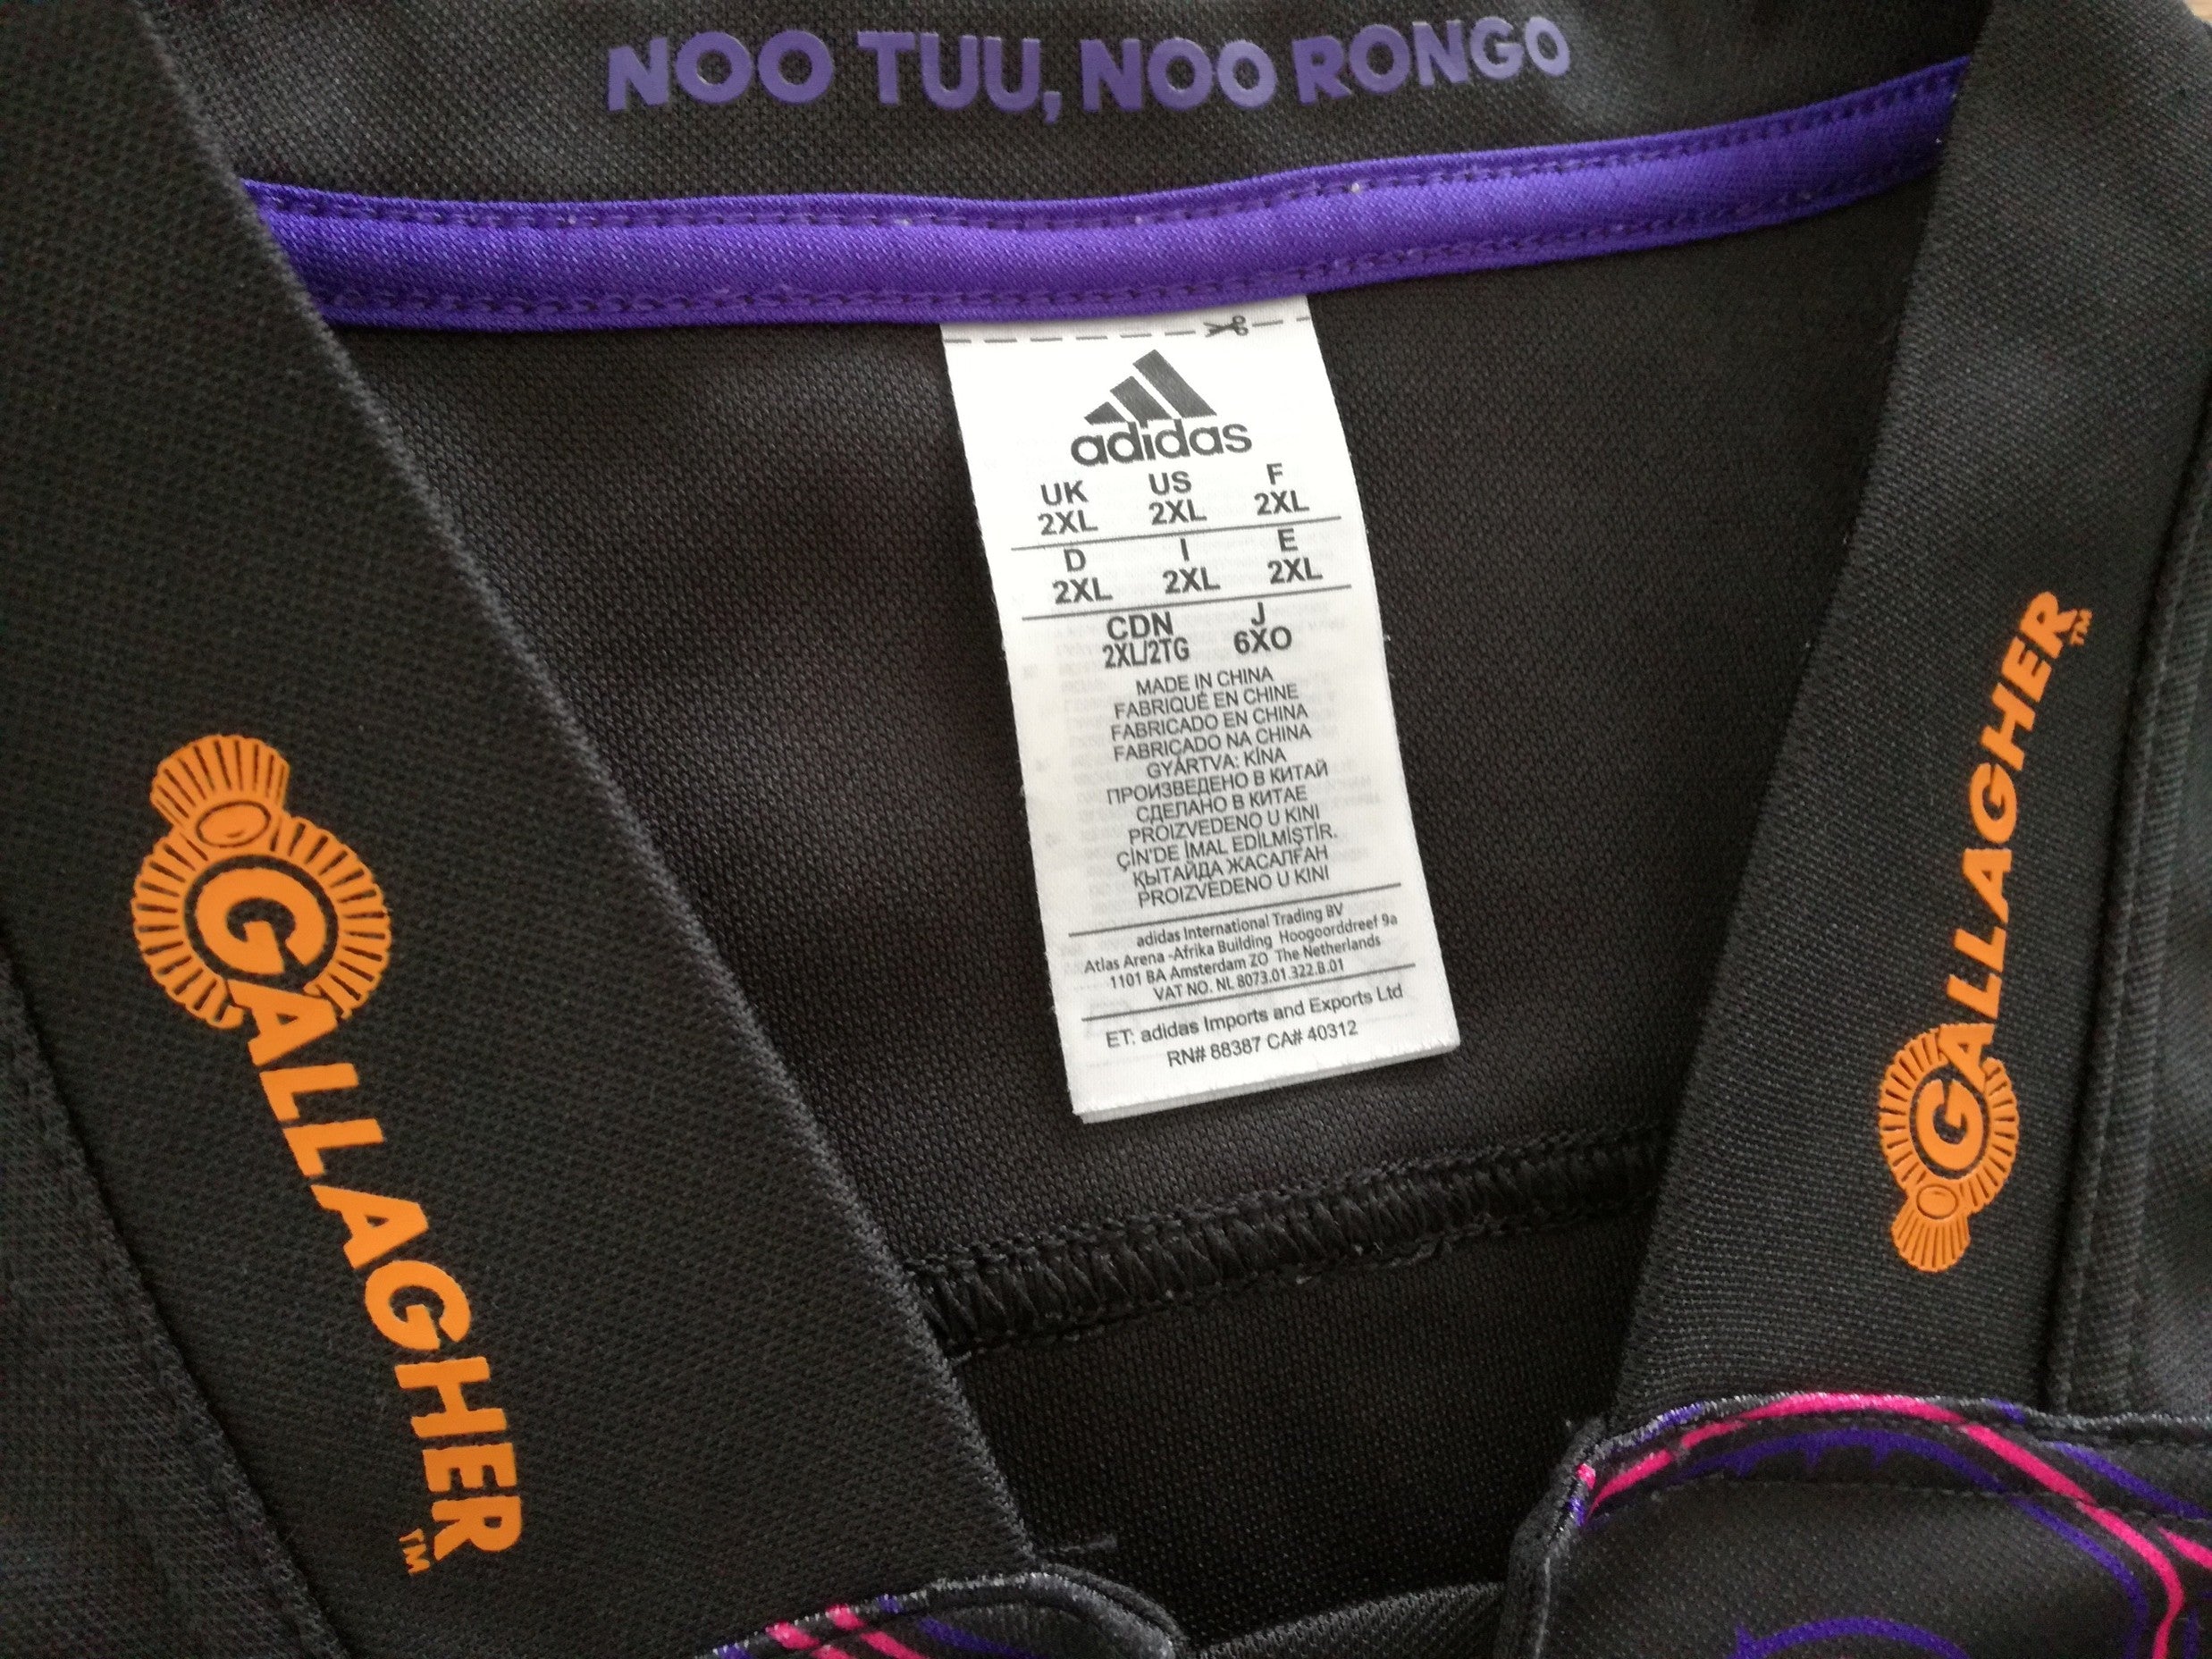 NOO TUU, NOO RONGO
adidas
UK US F
2XL 2XL 2XL
D I E
2XL 2XL 2XL
CDN J
2XL/2TG 6XO
MADE IN CHINA
FABRIQUÉ EN CHINE
FABRICADO EN CHINA
FABRICADO NA CHINA
GYÁRTVA: KÍNA
ПРОИЗВЕДЕНО В КИТАЙ
СДЕЛАНО В КИТАЕ
PROIZVEDENO U KINI
ÇİN'DE İMAL EDİLMİŞTİR.
ҚЫТАЙДА ЖАСАЛҒАН
PROIZVEDENO U KINI
adidas International Trading BV
Atlas Arena -Afrika Building Hoogoorddreef 9a
1101 BA Amsterdam ZO The Netherlands
VAT NO. NL 8073.01.322.B.01
ET: adidas Imports and Exports Ltd
RN# 88387 CA# 40312
G
GALLAGHER™
G
GALLAGHER™